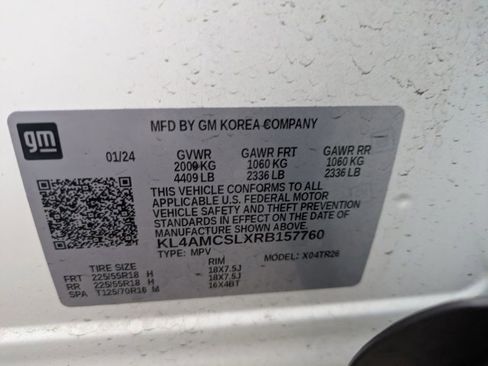 gm
MFD BY GM KOREA COMPANY
01/24 GVWR GAWR FRT GAWR RR
2000 KG 1060 KG 1060 KG
4409 LB 2336 LB 2336 LB
THIS VEHICLE CONFORMS TO ALL
APPLICABLE U.S. FEDERAL MOTOR
VEHICLE SAFETY AND THEFT PREVENTION
STANDARDS IN EFFECT ON THE DATE OF
MANUFACTURE SHOWN ABOVE.
KL4AMCSLXRB157760
TYPE: MPV MODEL: X04TR26
TIRE SIZE RIM
FRT 225/55R18 H 18X7.5J
RR 225/55R18 H 18X7.5J
SPA T125/70R16 M 16X4BT